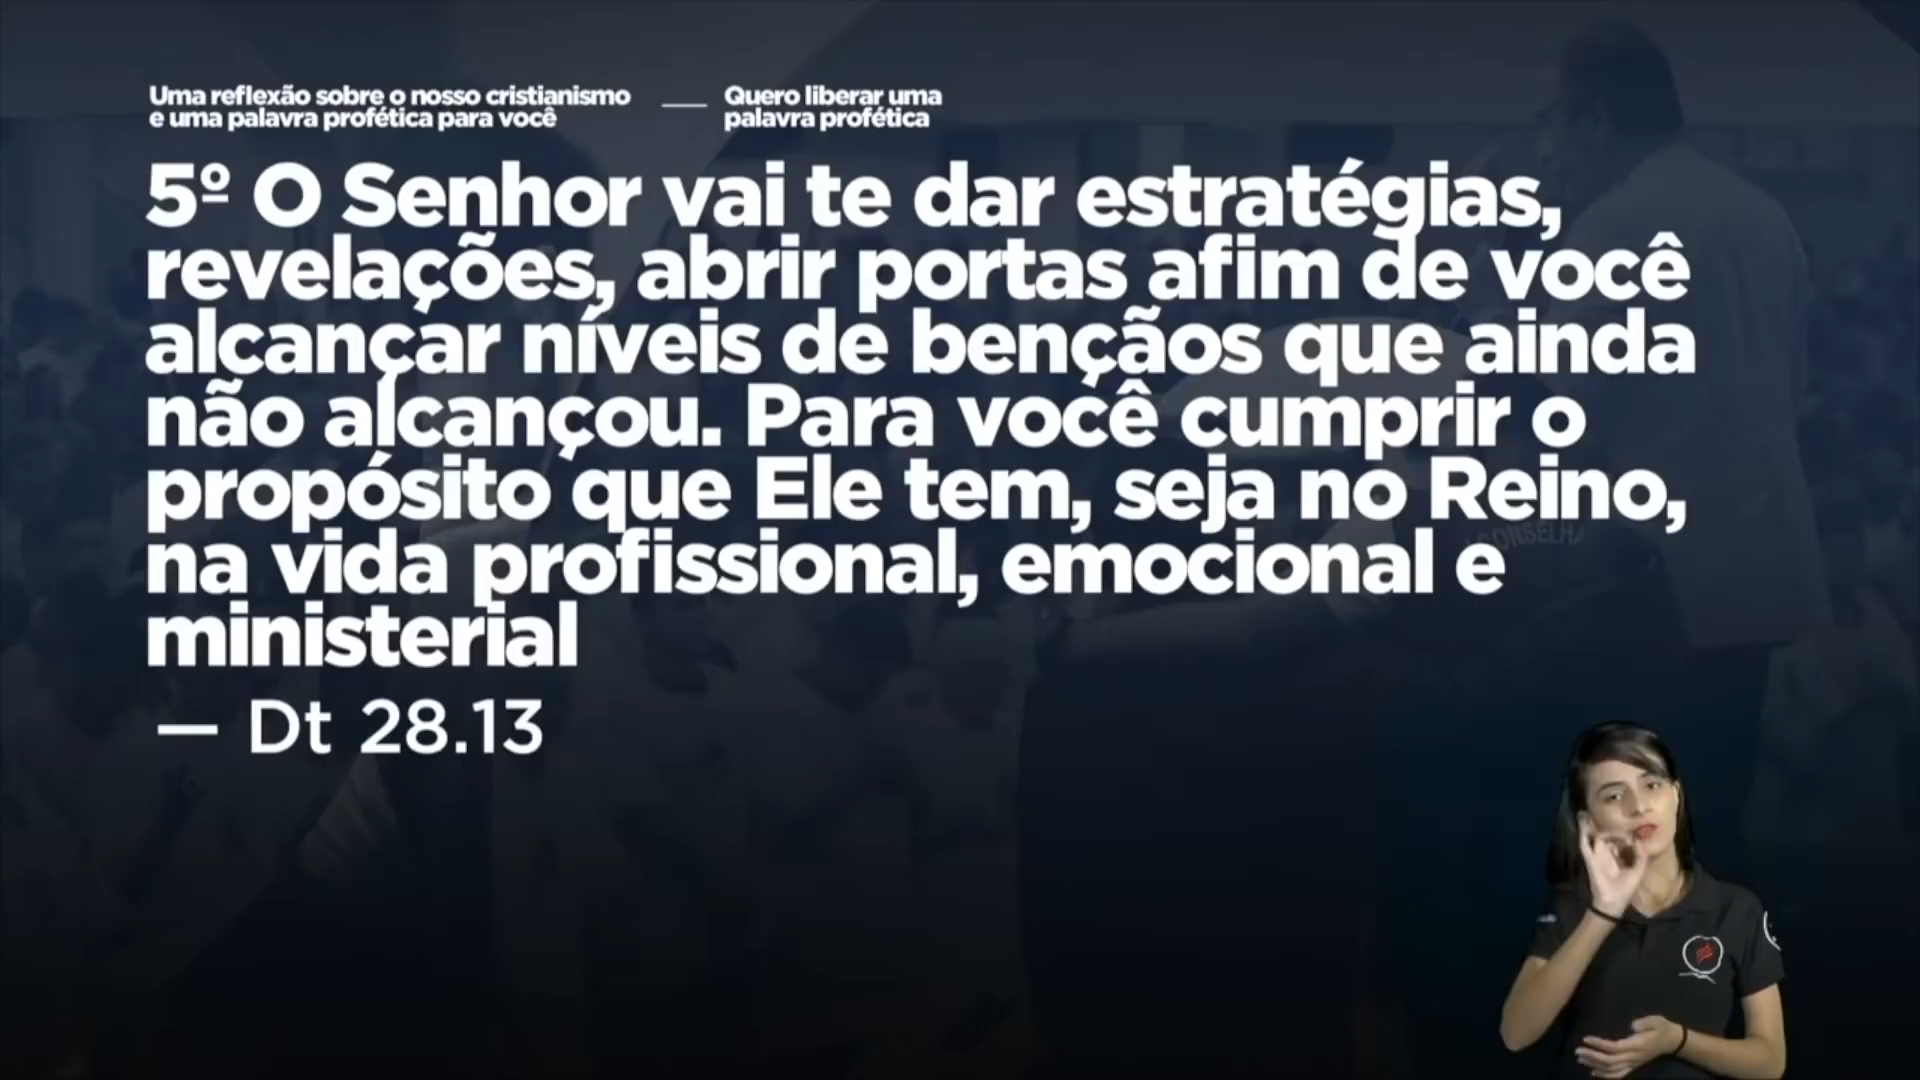 Uma reflexão sobre o nosso cristianismo
e uma palavra profética para você
Quero liberar uma
palavra profética
5º O Senhor vai te dar estratégias,
revelações, abrir portas afim de você
alcançar níveis de bençãos que ainda
não alcançou. Para você cumprir o
propósito que Ele tem, seja no Reino,
na vida profissional, emocional e
ministerial
— Dt 28.13